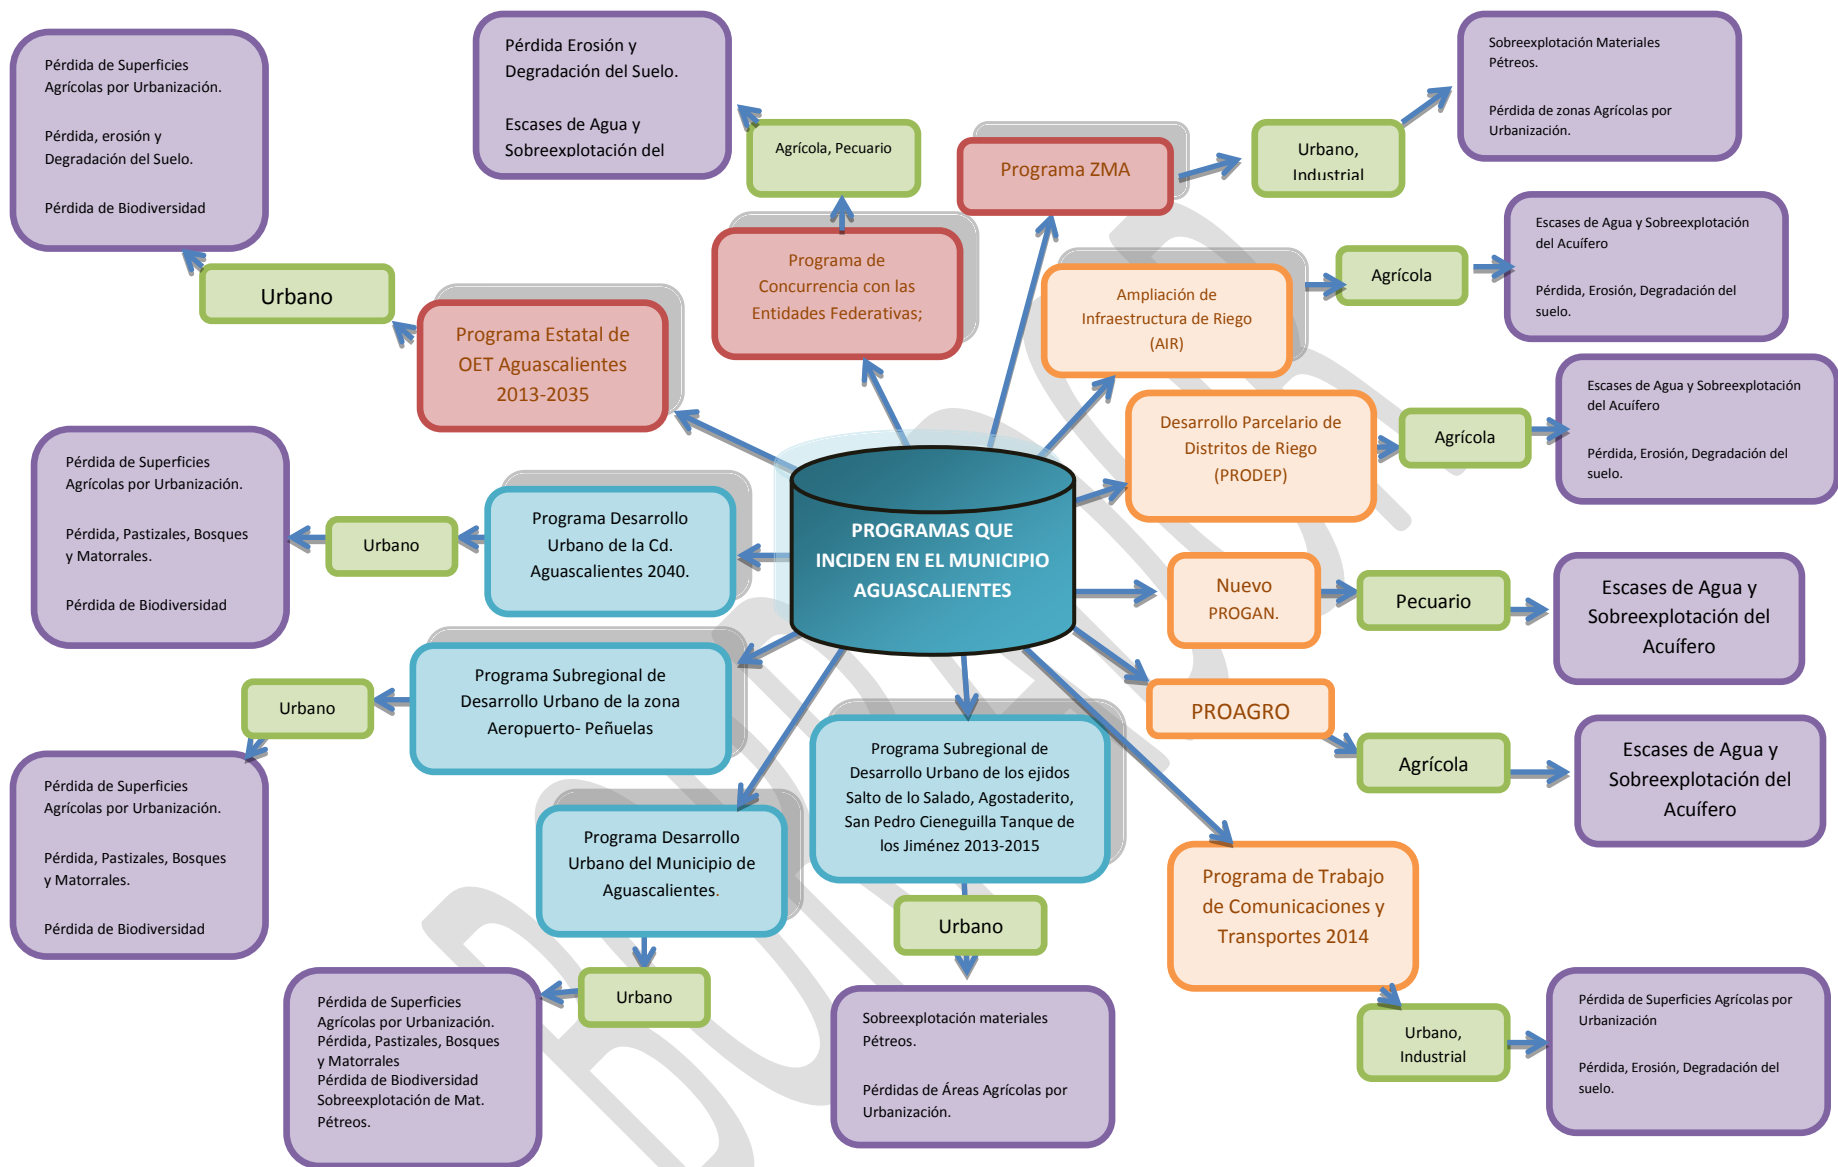 Pérdida de Superficies
Agrícolas por Urbanización.
Pérdida, erosión y
Degradación del Suelo.
Pérdida de Biodiversidad
Pérdida Erosión y
Degradación del Suelo.
Escases de Agua y
Sobreexplotación del
Sobreexplotación Materiales
Pétreos.
Pérdida de zonas Agrícolas por
Urbanización.
Agrícola, Pecuario
Programa ZMA
Urbano,
Industrial
Urbano
Programa Estatal de
OET Aguascalientes
2013-2035
Programa de
Concurrencia con las
Entidades Federativas;
Ampliación de
Infraestructura de Riego
(AIR)
Agrícola
Escases de Agua y Sobreexplotación
del Acuífero
Pérdida, Erosión, Degradación del
suelo.
Desarrollo Parcelario de
Distritos de Riego
(PRODEP)
Agrícola
Escases de Agua y Sobreexplotación
del Acuífero
Pérdida, Erosión, Degradación del
suelo.
Pérdida de Superficies
Agrícolas por Urbanización.
Pérdida, Pastizales, Bosques
y Matorrales.
Pérdida de Biodiversidad
Urbano
Programa Desarrollo
Urbano de la Cd.
Aguascalientes 2040.
PROGRAMAS QUE
INCIDEN EN EL MUNICIPIO
AGUASCALIENTES
Nuevo
PROGAN.
Pecuario
Escases de Agua y
Sobreexplotación del
Acuífero
Urbano
Programa Subregional de
Desarrollo Urbano de la zona
Aeropuerto- Peñuelas
PROAGRO
Agrícola
Escases de Agua y
Sobreexplotación del
Acuífero
Pérdida de Superficies
Agrícolas por Urbanización.
Pérdida, Pastizales, Bosques
y Matorrales.
Pérdida de Biodiversidad
Programa Desarrollo
Urbano del Municipio de
Aguascalientes.
Programa Subregional de
Desarrollo Urbano de los ejidos
Salto de lo Salado, Agostaderito,
San Pedro Cieneguilla Tanque de
los Jiménez 2013-2015
Programa de Trabajo
de Comunicaciones y
Transportes 2014
Urbano
Urbano
Pérdida de Superficies
Agrícolas por Urbanización.
Pérdida, Pastizales, Bosques
y Matorrales
Pérdida de Biodiversidad
Sobreexplotación de Mat.
Pétreos.
Sobreexplotación materiales
Pétreos.
Pérdidas de Áreas Agrícolas por
Urbanización.
Urbano,
Industrial
Pérdida de Superficies Agrícolas por
Urbanización
Pérdida, Erosión, Degradación del
suelo.